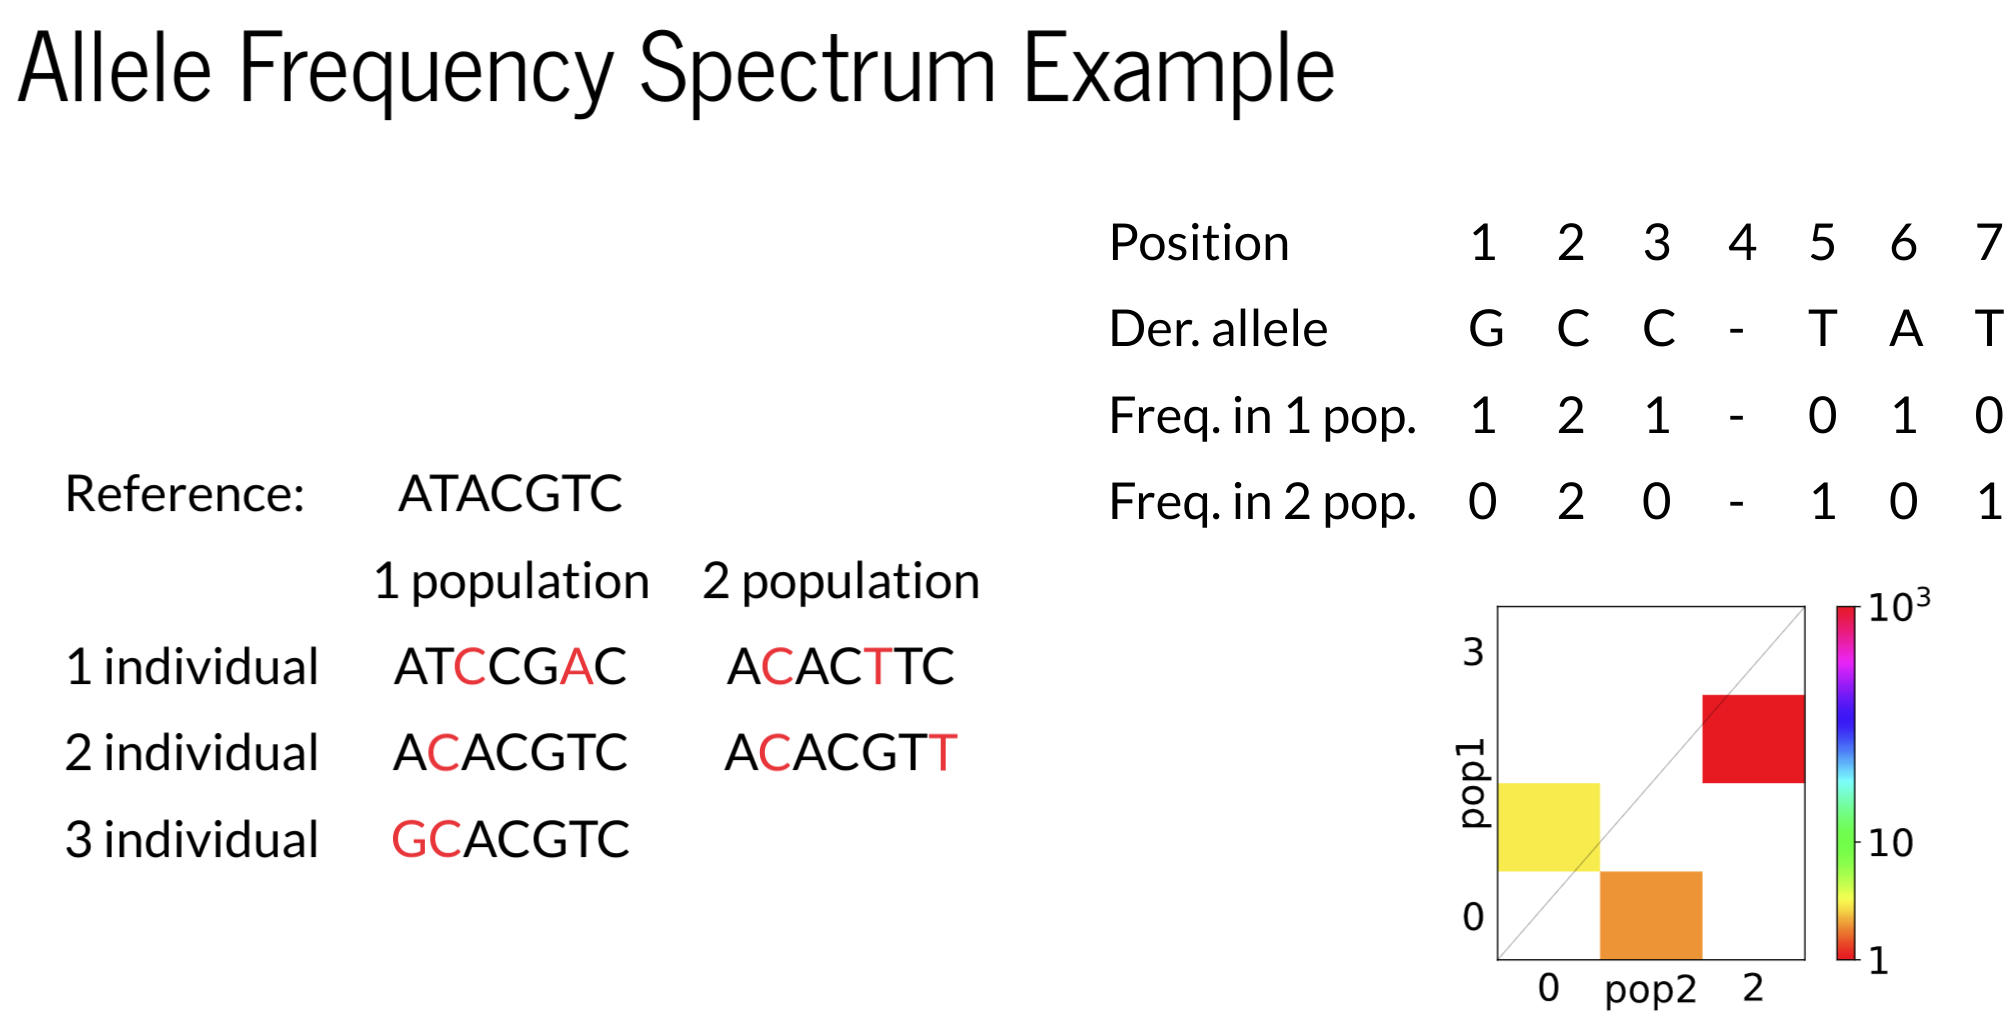 Allele Frequency Spectrum Example
Position 1 2 3 4 5 6 7
Der. allele G C C - T A T
Freq. in 1 pop. 1 2 1 - 0 1 0
Freq. in 2 pop. 0 2 0 - 1 0 1
Reference: ATACGTC
1 population 2 population
1 individual ATCCGAC ACACTTC
2 individual ACACGTC ACACGTT
3 individual GCACGTC
3
pop1
0
0 pop2 2
10³
10
1